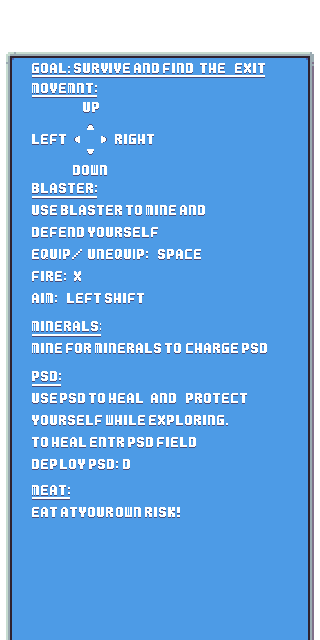 GOAL: SURVIVE AND FIND THE EXIT
MOVEMNT:
UP
LEFT RIGHT
DOWN
BLASTER:
USE BLASTER TO MINE AND
DEFEND YOURSELF
EQUIP/ UNEQUIP: SPACE
FIRE: X
AIM: LEFT SHIFT
MINERALS:
MINE FOR MINERALS TO CHARGE PSD
PSD:
USE PSD TO HEAL AND PROTECT
YOURSELF WHILE EXPLORING.
TO HEAL ENTR PSD FIELD
DEPLOY PSD: D
MEAT:
EAT AT YOUR OWN RISK!